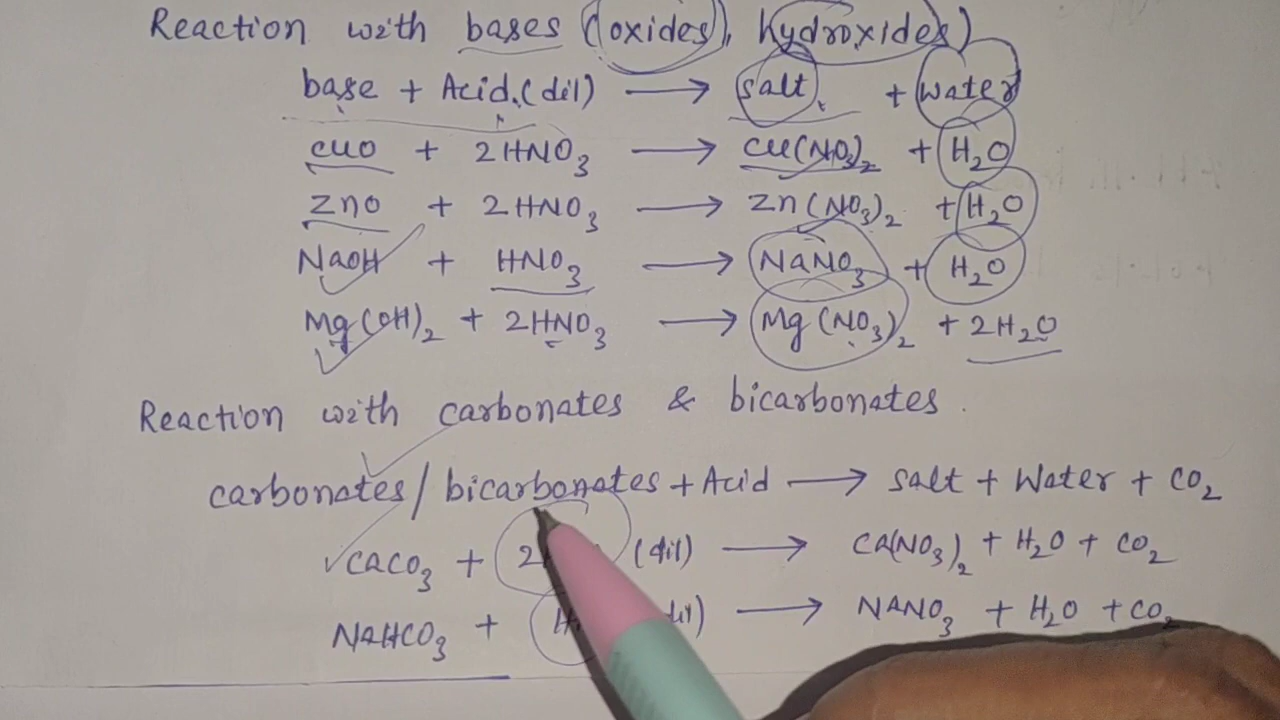 Reaction with bases (oxides), hydroxides)
base + Acid.(dil) ⟶ salt + water
CuO + 2HNO₃ ⟶ Cu(NO₃)₂ + H₂O
ZnO + 2HNO₃ ⟶ Zn(NO₃)₂ + H₂O
NaOH + HNO₃ ⟶ NaNO₃ + H₂O
Mg(OH)₂ + 2HNO₃ ⟶ Mg(NO₃)₂ + 2H₂O
Reaction with carbonates & bicarbonates.
carbonates/bicarbonates + Acid ⟶ salt + Water + CO₂
CaCO₃ + 2 (dil) ⟶ Ca(NO₃)₂ + H₂O + CO₂
NaHCO₃ + H ⟶ NaNO₃ + H₂O + CO₂